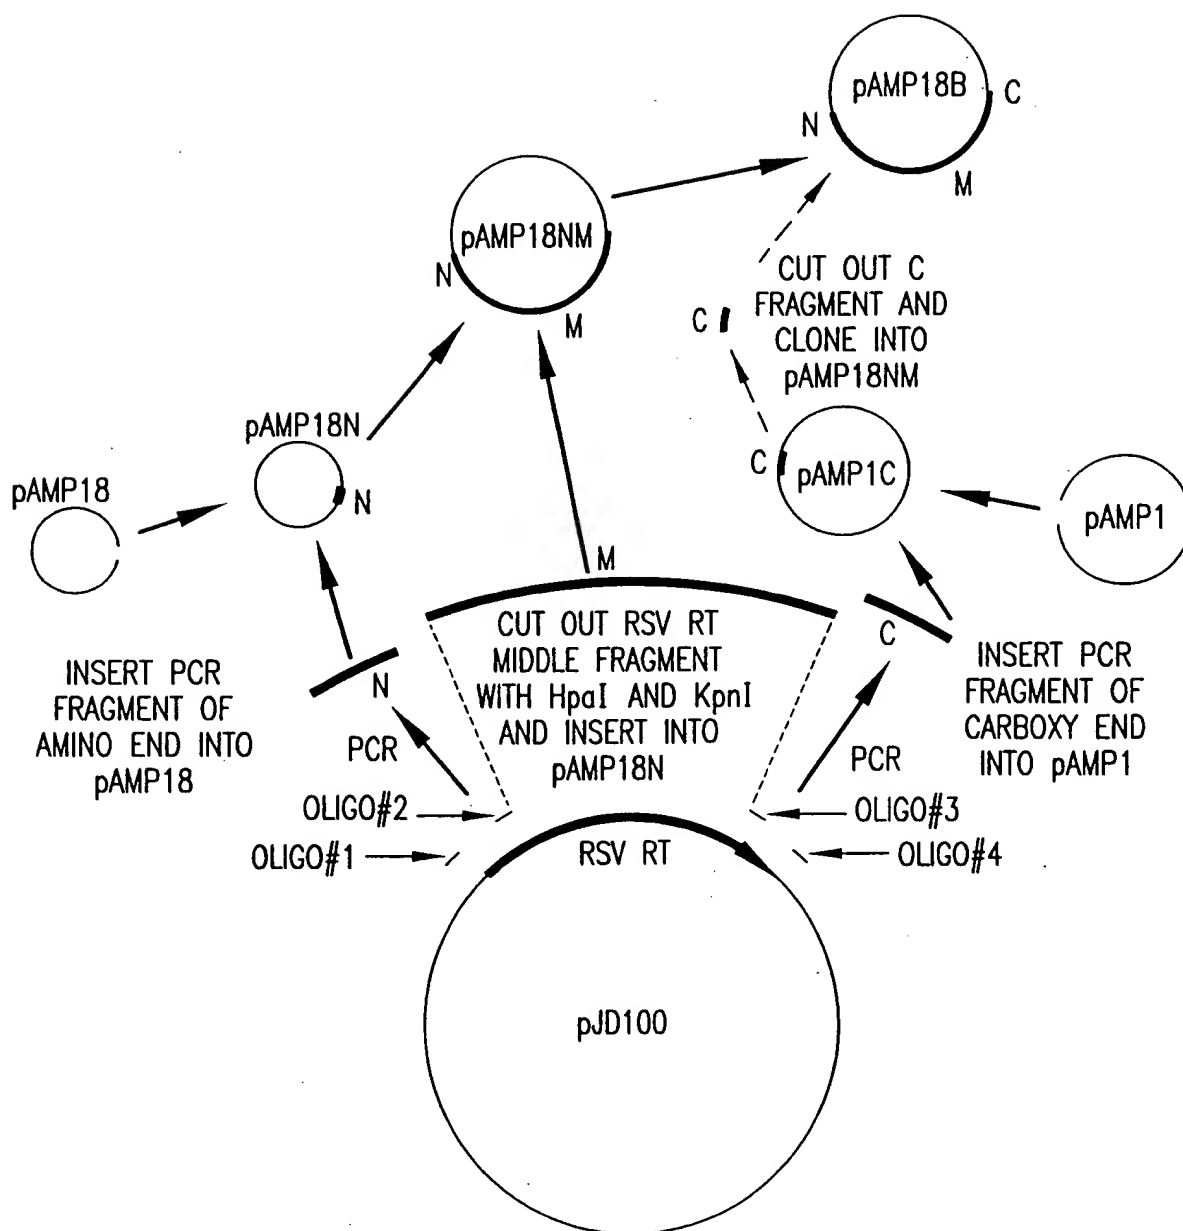 pAMP18B
C
N
M
pAMP18NM
N
M
CUT OUT C
FRAGMENT AND
CLONE INTO
pAMP18NM
C
pAMP18N
N
pAMP18
C
pAMP1C
pAMP1
M
CUT OUT RSV RT
MIDDLE FRAGMENT
WITH HpaI AND KpnI
AND INSERT INTO
pAMP18N
N
C
INSERT PCR
FRAGMENT OF
AMINO END INTO
pAMP18
INSERT PCR
FRAGMENT OF
CARBOXY END
INTO pAMP1
PCR
PCR
OLIGO#2
OLIGO#3
OLIGO#1
RSV RT
OLIGO#4
pJD100